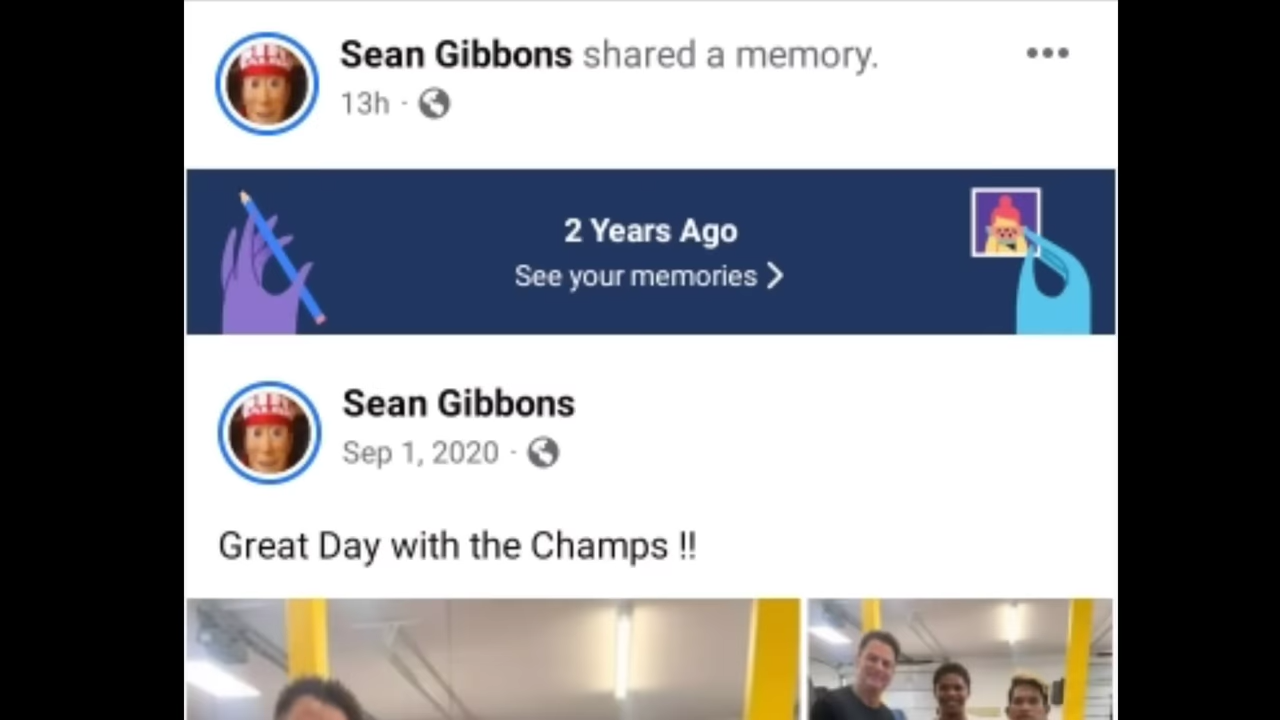 Sean Gibbons shared a memory.
13h ·
2 Years Ago
See your memories
Sean Gibbons
Sep 1, 2020 ·
Great Day with the Champs !!